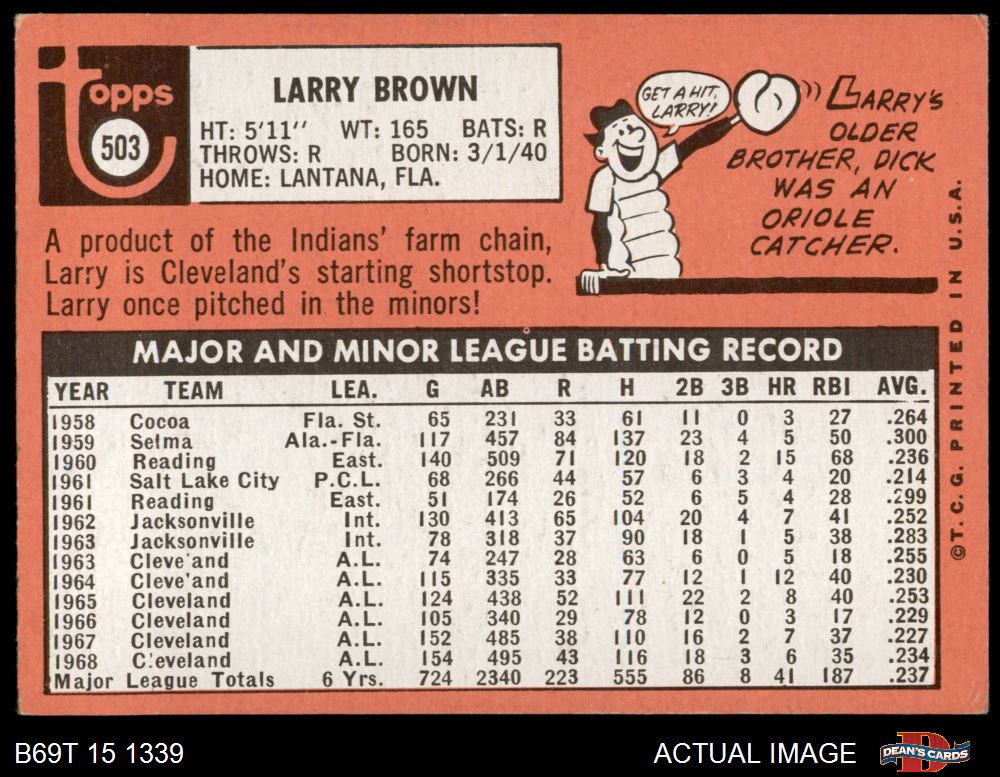 Topps
503
LARRY BROWN
HT: 5'11" WT: 165 BATS: R
THROWS: R BORN: 3/1/40
HOME: LANTANA, FLA.
GET A HIT,
LARRY!
LARRY'S
OLDER
BROTHER, DICK
WAS AN
ORIOLE
CATCHER.
A product of the Indians' farm chain,
Larry is Cleveland's starting shortstop.
Larry once pitched in the minors!
MAJOR AND MINOR LEAGUE BATTING RECORD
YEAR TEAM LEA. G AB R H 2B 3B HR RBI AVG.
1958 Cocoa Fla. St. 65 231 33 61 11 0 3 27 .264
1959 Selma Ala.-Fla. 117 457 84 137 23 4 5 50 .300
1960 Reading East. 140 509 71 120 18 2 15 68 .236
1961 Salt Lake City P.C.L. 68 266 44 57 6 3 4 20 .214
1961 Reading East. 51 174 26 52 6 5 4 28 .299
1962 Jacksonville Int. 130 413 65 104 20 4 7 41 .252
1963 Jacksonville Int. 78 318 37 90 18 1 5 38 .283
1963 Cleve'and A.L. 74 247 28 63 6 0 5 18 .255
1964 Cleve'and A.L. 115 335 33 77 12 1 12 40 .230
1965 Cleveland A.L. 124 438 52 111 22 2 8 40 .253
1966 Cleveland A.L. 105 340 29 78 12 0 3 17 .229
1967 Cleveland A.L. 152 485 38 110 16 2 7 37 .227
1968 C:eveland A.L. 154 495 43 116 18 3 6 35 .234
Major League Totals 6 Yrs. 724 2340 223 555 86 8 41 187 .237
©T.C.G. PRINTED IN U.S.A.
B69T 15 1339
ACTUAL IMAGE
DEAN'S CARDS